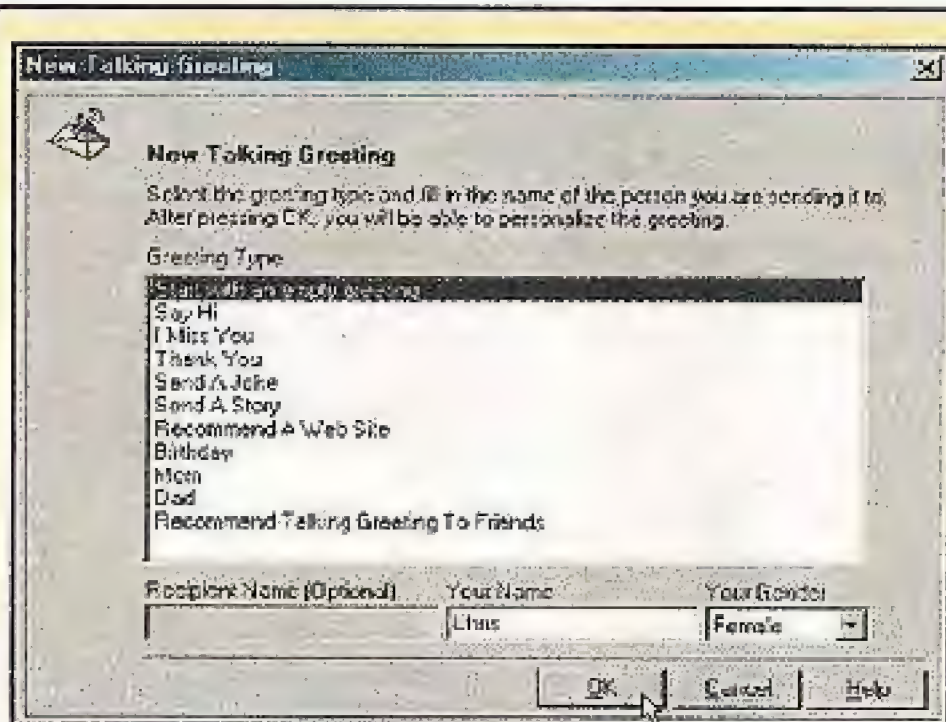 New Talking Greeting
New Talking Greeting
Select the greeting type and fill in the name of the person you are sending it to.
After pressing OK, you will be able to personalize the greeting.
Greeting Type
greeting
Say Hi
I Miss You
Thank You
Send A Joke
Send A Story
Recommend A Web Site
Birthday
Mom
Dad
Recommend Talking Greeting To Friends
Recipient Name (Optional) Your Name Your Gender
Chris Female
OK Cancel Help